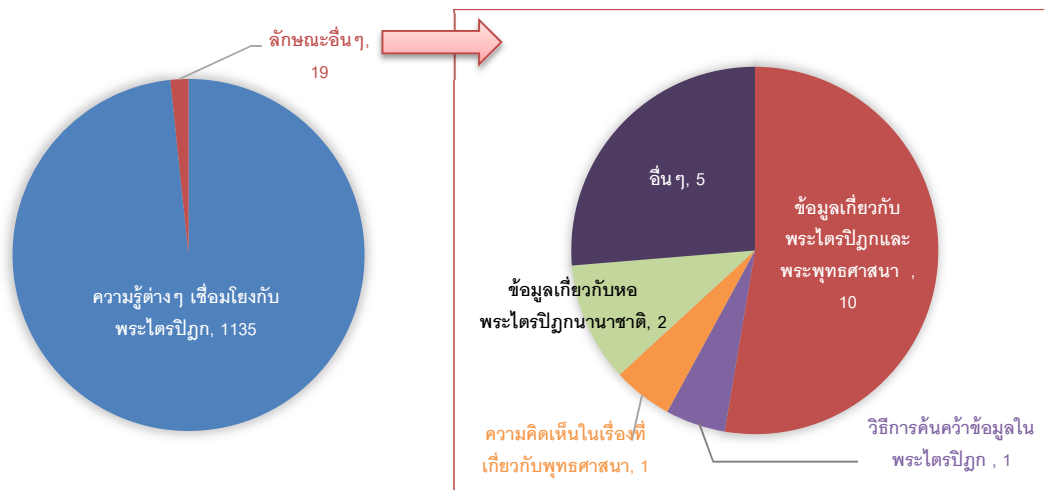 ลักษณะอื่นๆ,
19
ความรู้ต่างๆ เชื่อมโยงกับ
พระไตรปิฎก, 1135
อื่นๆ, 5
ข้อมูลเกี่ยวกับ
พระไตรปิฎกและ
พระพุทธศาสนา ,
10
ข้อมูลเกี่ยวกับหอ
พระไตรปิฎกนานาชาติ, 2
ความคิดเห็นในเรื่องที่
เกี่ยวกับพุทธศาสนา, 1
วิธีการค้นคว้าข้อมูลใน
พระไตรปิฎก , 1